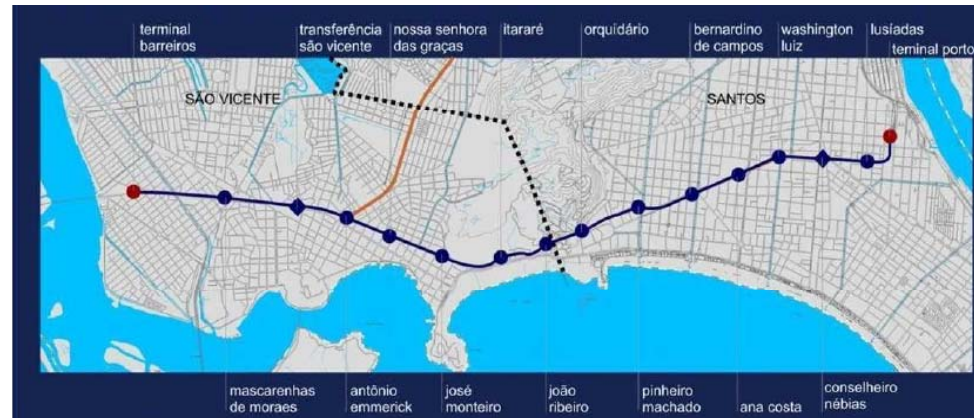 terminal
barreiros
transferência
são vicente
nossa senhora
das graças
itararé
orquidário
bernardino
de campos
washington
luiz
lusíadas
teminal porto
SÃO VICENTE
SANTOS
mascarenhas
de moraes
antônio
emmerick
josé
monteiro
joão
ribeiro
pinheiro
machado
ana costa
conselheiro
nébias